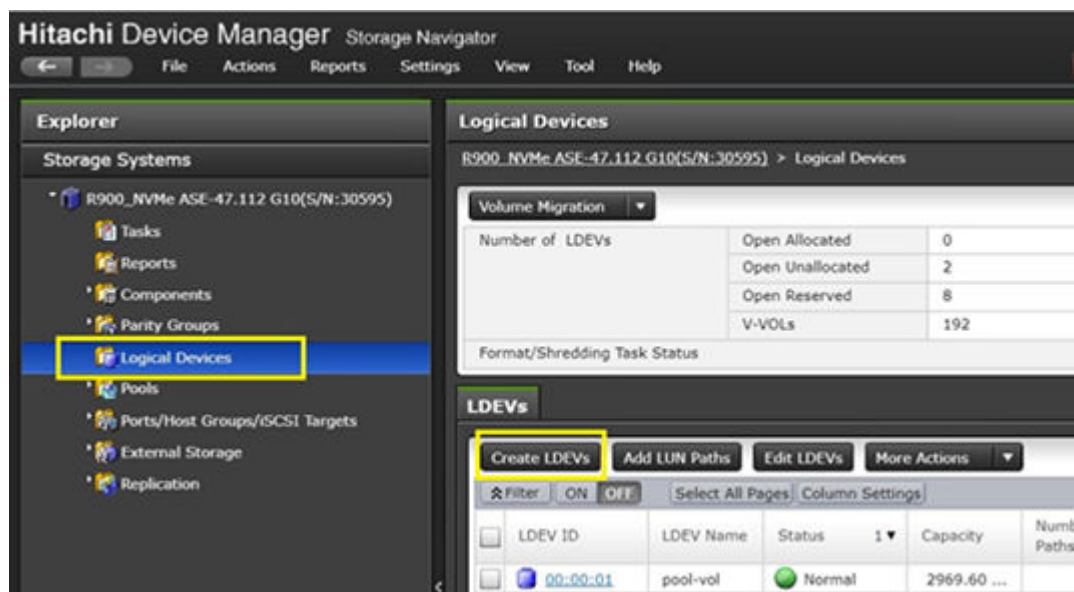 Hitachi Device Manager Storage Navigator
File Actions Reports Settings View Tool Help
Explorer
Storage Systems
R900_NVMe ASE-47.112 G10(S/N:30595)
Tasks
Reports
Components
Parity Groups
Logical Devices
Pools
Ports/Host Groups/iSCSI Targets
External Storage
Replication
Logical Devices
R900_NVMe ASE-47.112 G10(S/N:30595) > Logical Devices
Volume Migration
Number of LDEVs Open Allocated 0
Open Unallocated 2
Open Reserved 8
V-VOLs 192
Format/Shredding Task Status
LDEVs
Create LDEVs Add LUN Paths Edit LDEVs More Actions
Filter ON OFF Select All Pages Column Settings
LDEV ID LDEV Name Status 1 Capacity Numb
Paths
00:00:01 pool-vol Normal 2969.60 ...